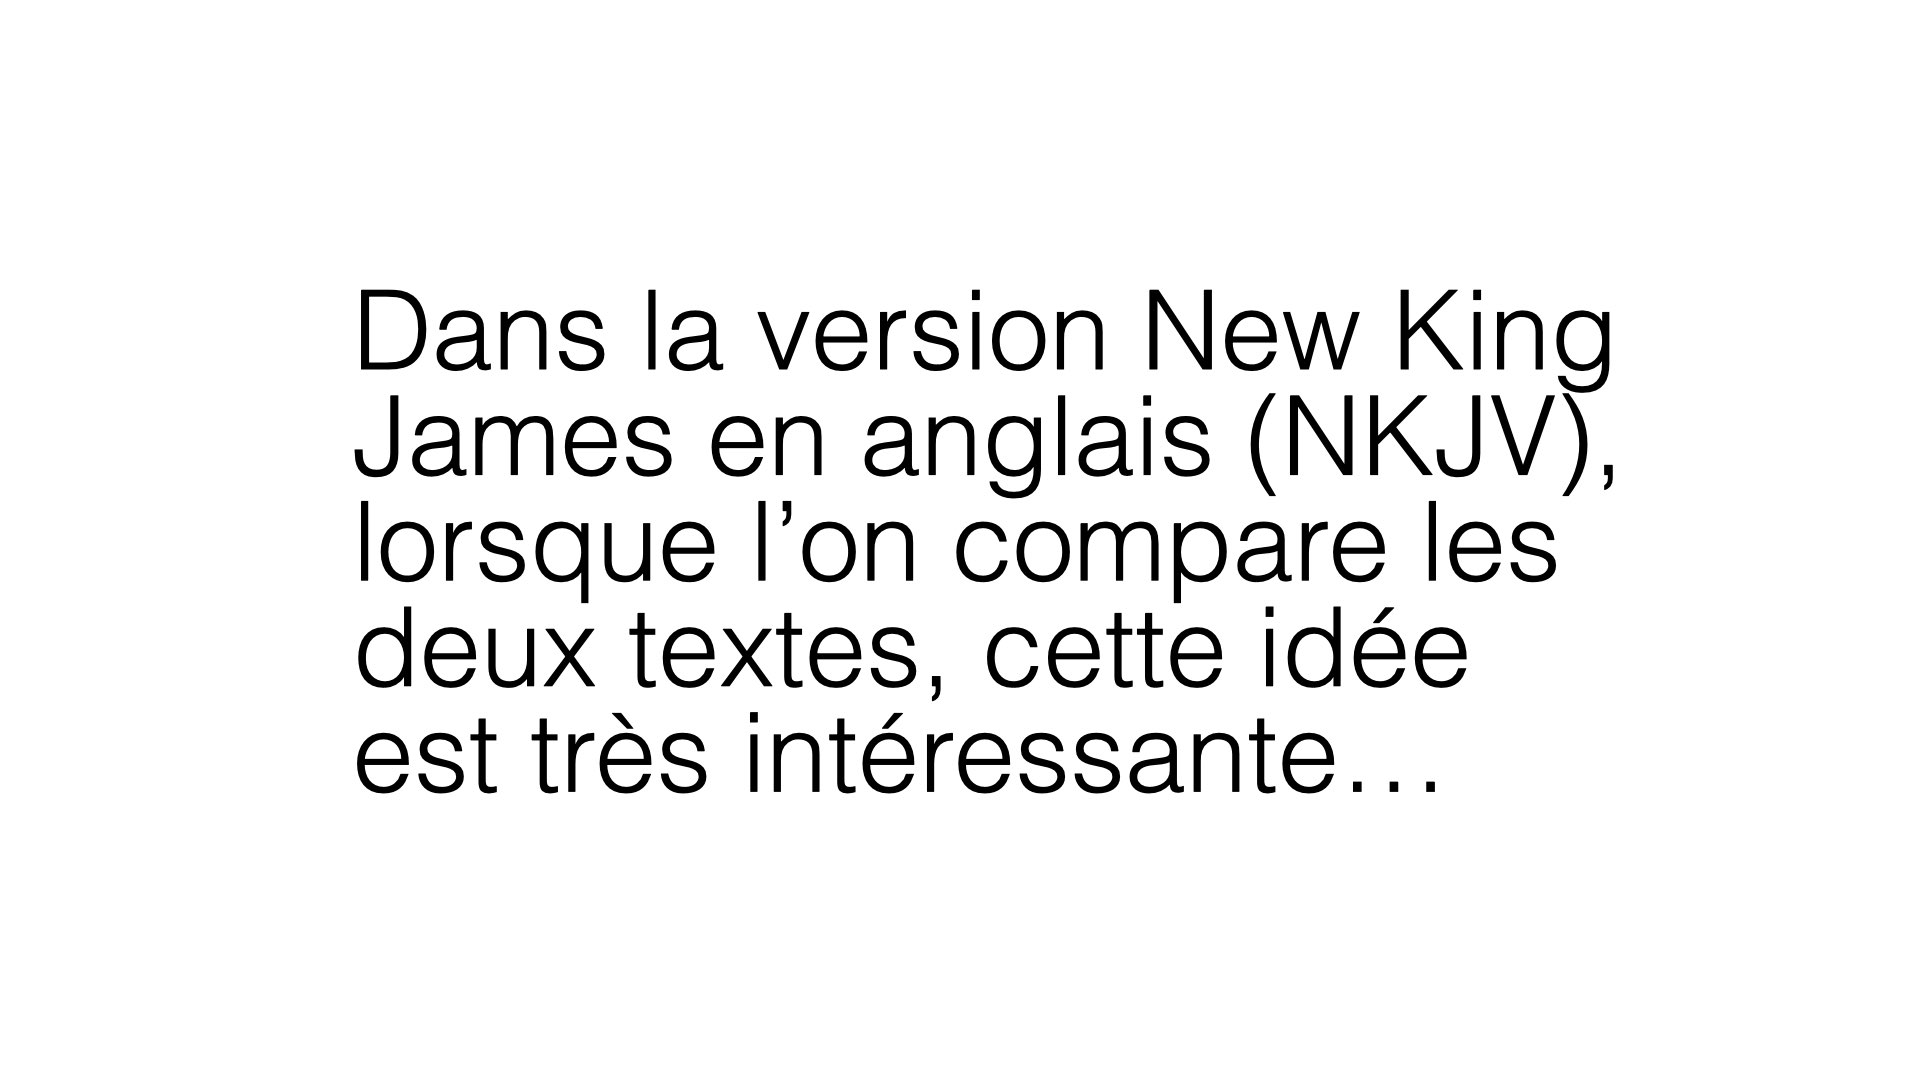 Dans la version New King
James en anglais (NKJV),
lorsque l’on compare les
deux textes, cette idée
est très intéressante…